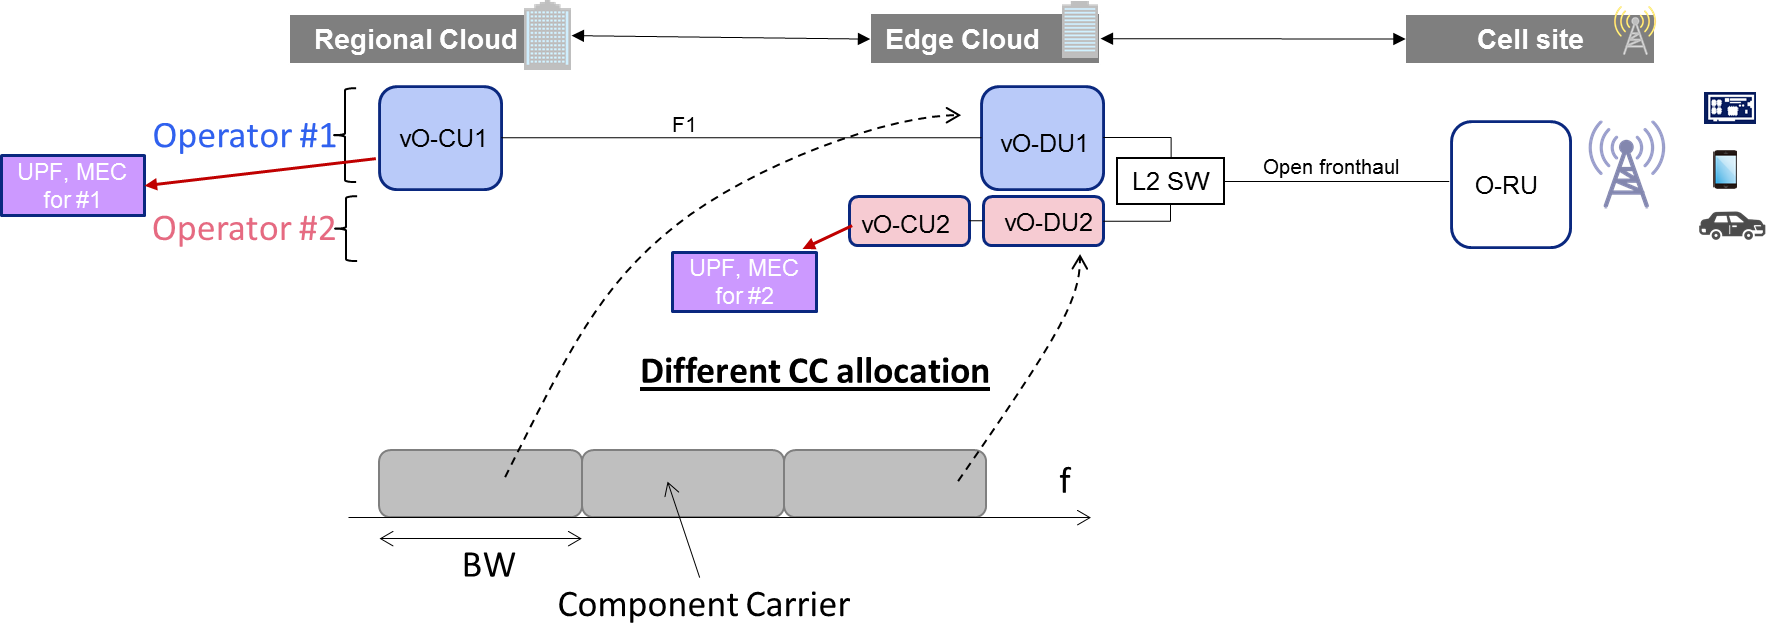 Regional Cloud
Edge Cloud
Cell site
Operator #1
vO-CU1
F1
vO-DU1
UPF, MEC
for #1
L2 SW
Open fronthaul
O-RU
Operator #2
vO-CU2
vO-DU2
UPF, MEC
for #2
Different CC allocation
f
BW
Component Carrier